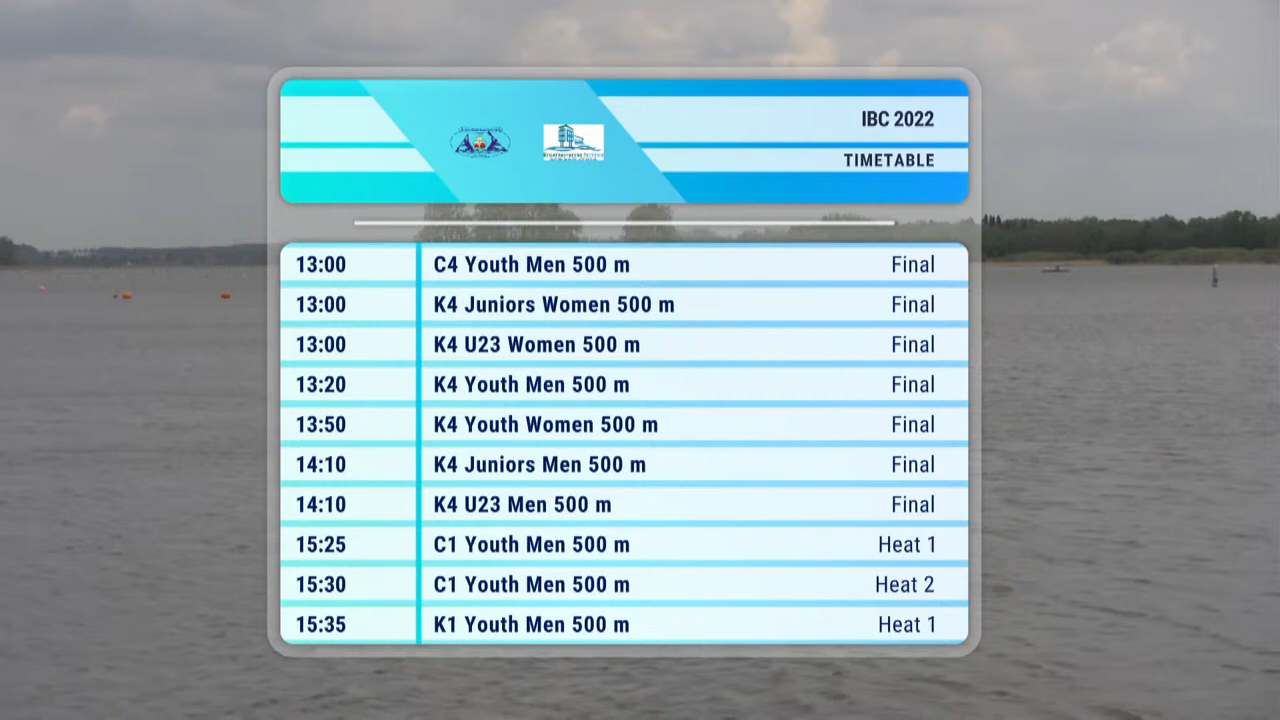 IBC 2022
TIMETABLE
13:00 C4 Youth Men 500 m Final
13:00 K4 Juniors Women 500 m Final
13:00 K4 U23 Women 500 m Final
13:20 K4 Youth Men 500 m Final
13:50 K4 Youth Women 500 m Final
14:10 K4 Juniors Men 500 m Final
14:10 K4 U23 Men 500 m Final
15:25 C1 Youth Men 500 m Heat 1
15:30 C1 Youth Men 500 m Heat 2
15:35 K1 Youth Men 500 m Heat 1